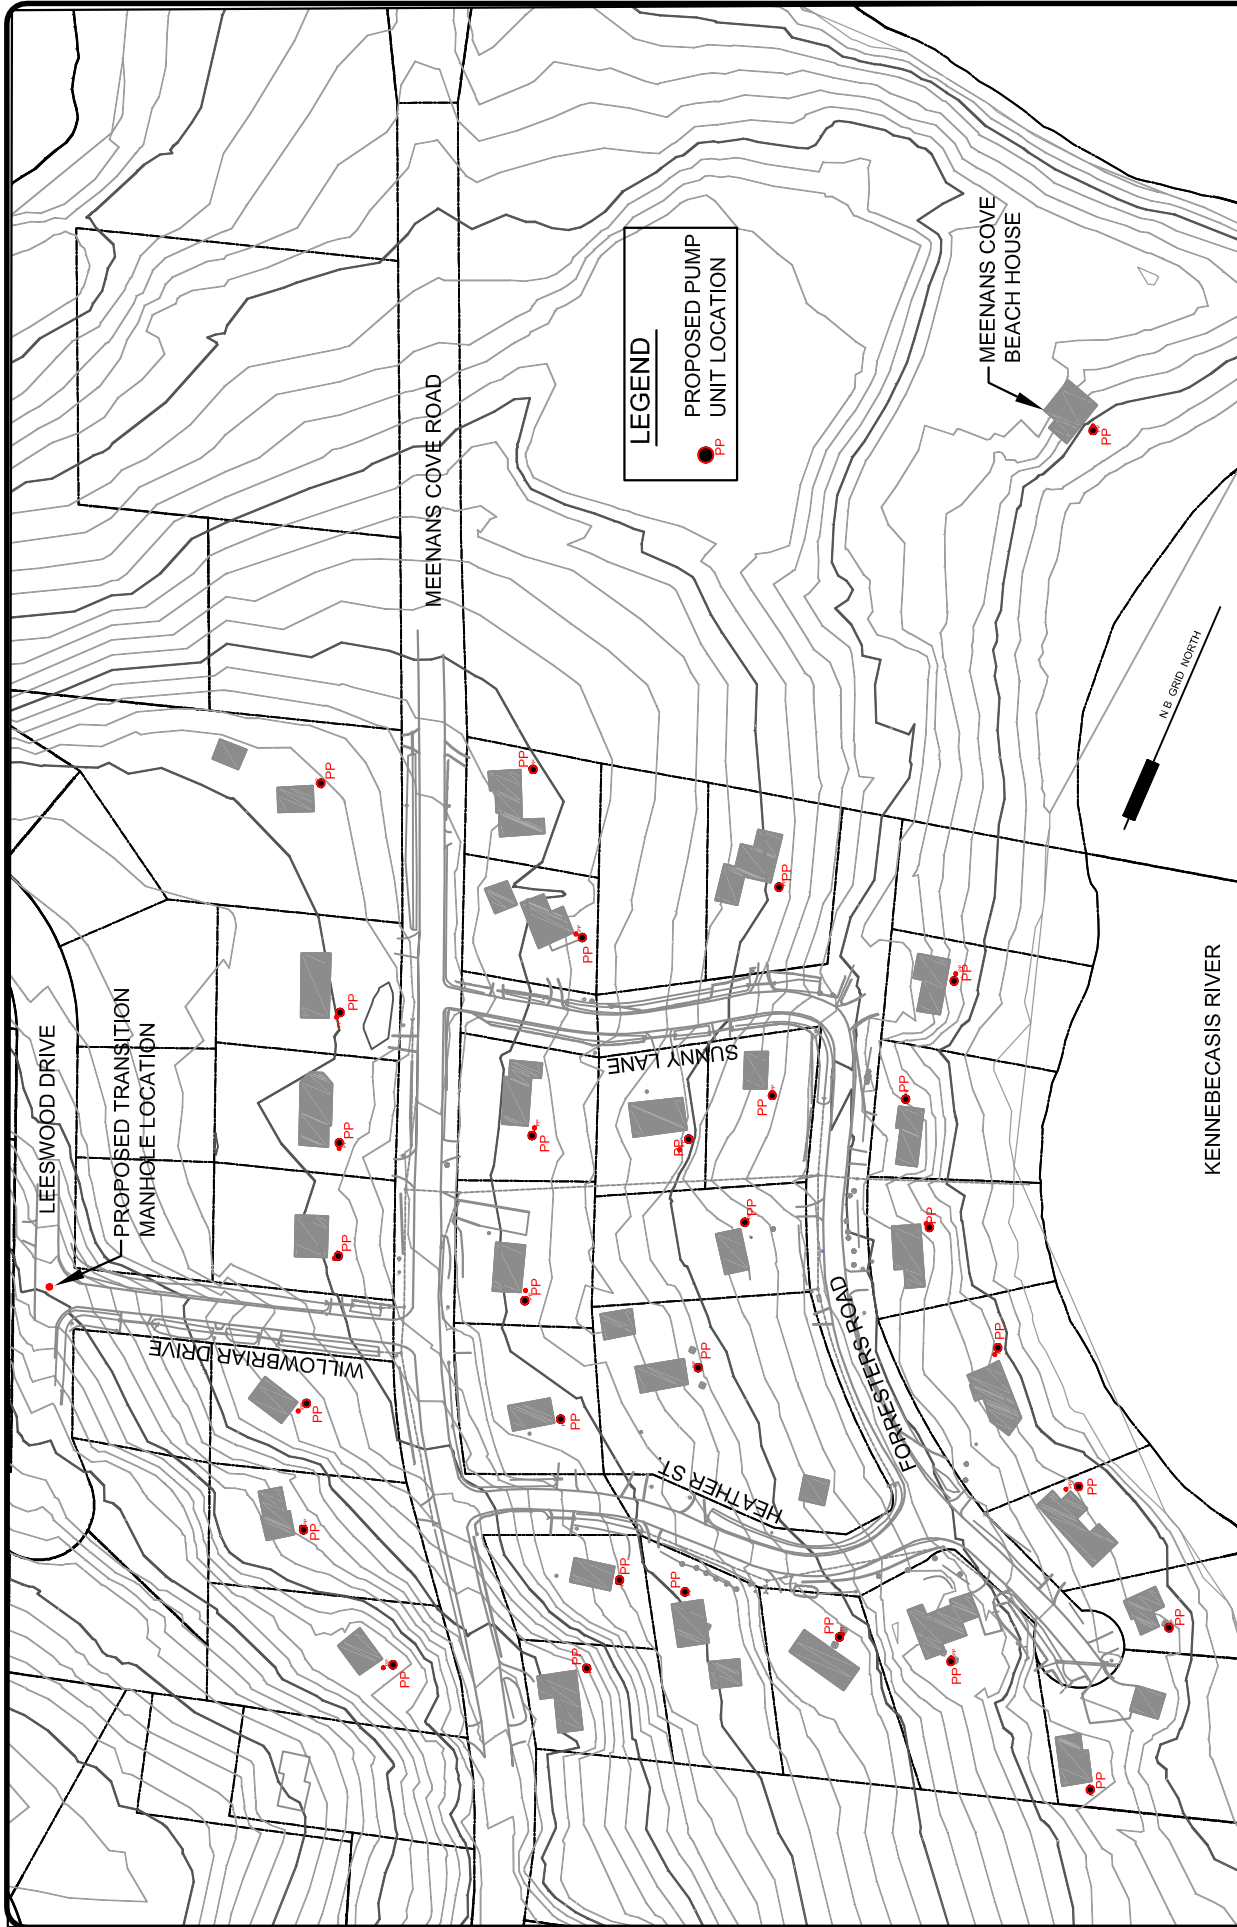 LEESWOOD DRIVE
PROPOSED TRANSITION
MANHOLE LOCATION
WILLOWBRIAR DRIVE
PP
PP
PP
PP
PP
PP
PP
MEENANS COVE ROAD
PP
PP
PP
PP
PP
PP
PP
LEGEND
PROPOSED PUMP
UNIT LOCATION
PP
SUNNY LANE
PP
PP
HEATHER ST.
PP
PP
PP
PP
PP
FORRESTERS ROAD
PP
PP
PP
PP
MEENANS COVE
BEACH HOUSE
PP
PP
PP
PP
PP
N B GRID NORTH
KENNEBECASIS RIVER